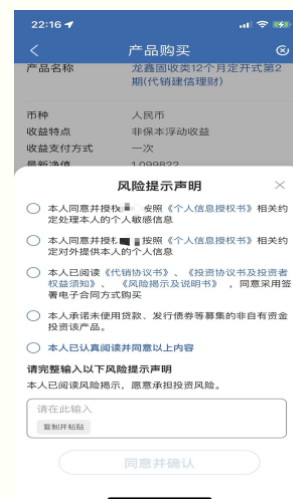 22:16
产品购买
产品名称 龙鑫固收类12个月定开式第2
期(代销建信理财)
币种 人民币
收益特点 非保本浮动收益
收益支付方式 一次
最新净值 1.099822
风险提示声明
本人同意并授权 按照《个人信息授权书》相关约
定处理本人的个人敏感信息
本人同意并授权 按照《个人信息授权书》相关约
定对外提供本人的个人信息
本人已阅读《代销协议书》、《投资协议书及投资者
权益须知》、《风险揭示及说明书》，同意采用签
署电子合同方式购买
本人承诺未使用贷款、发行债券等募集的非自有资金
投资该产品。
本人已认真阅读并同意以上内容
请完整输入以下风险提示声明
本人已阅读风险揭示，愿意承担投资风险。
请在此输入
复制并粘贴
同意并确认